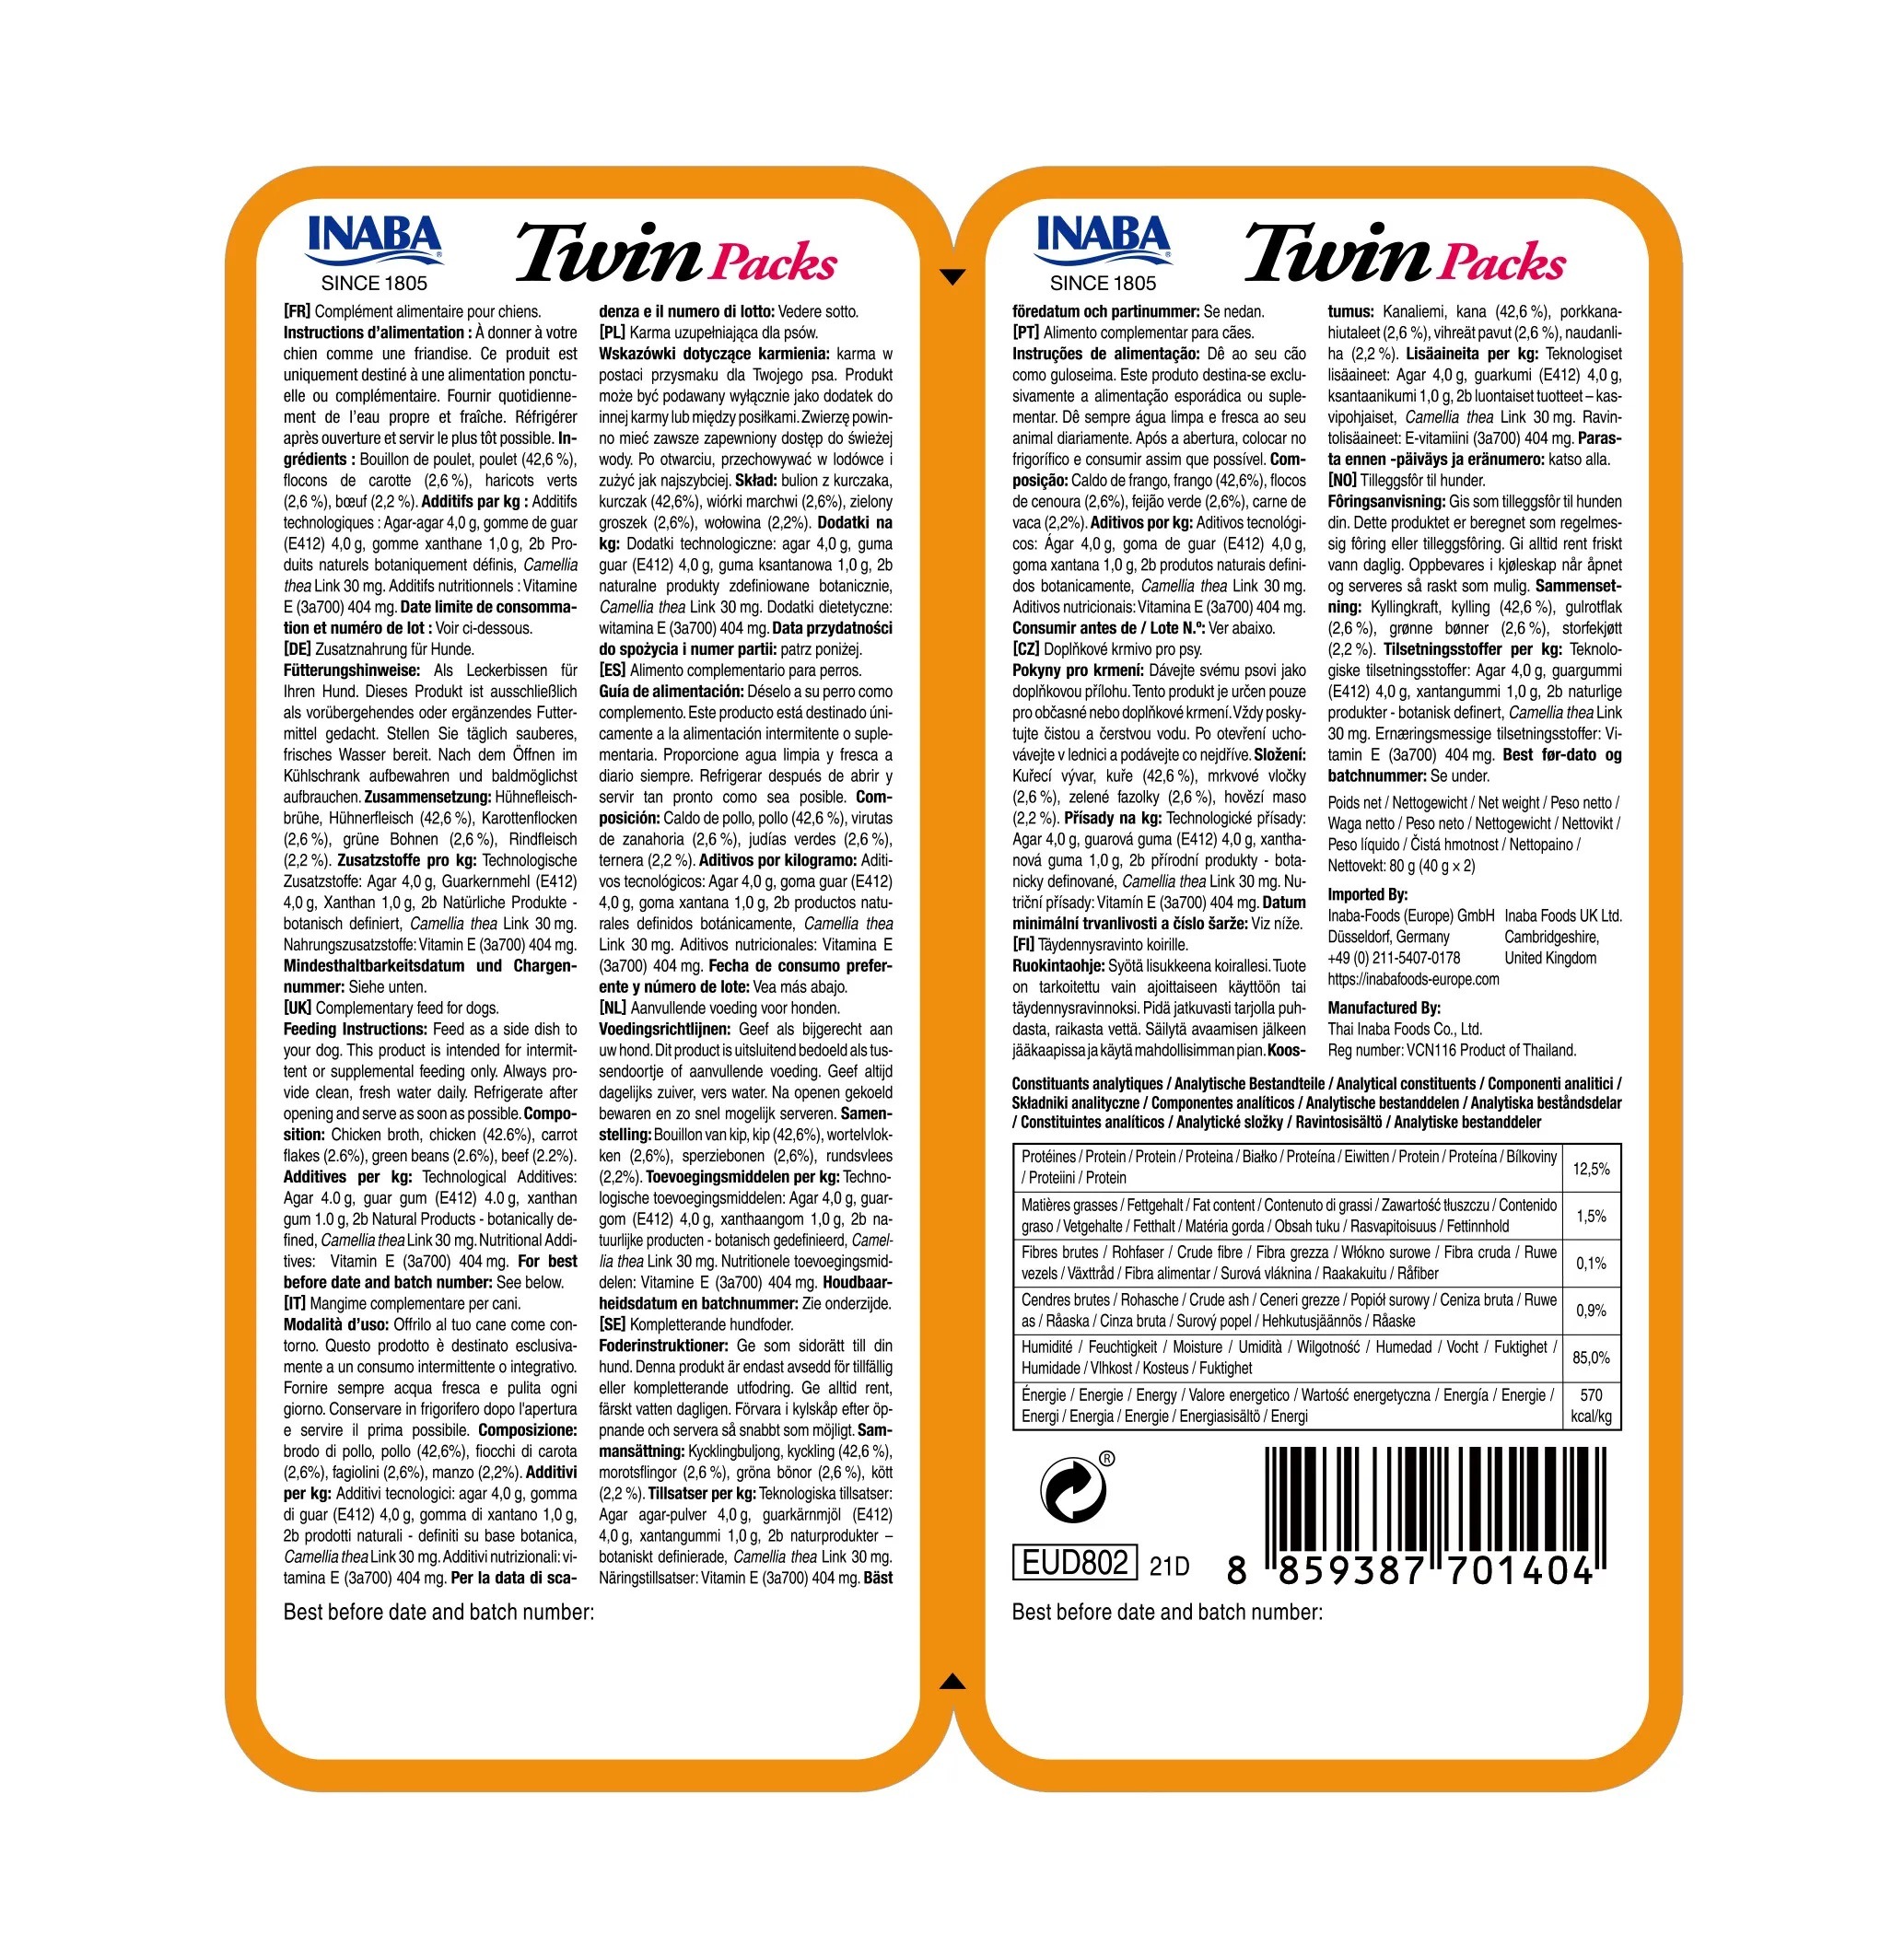 INABA
®
SINCE 1805
Twin Packs
[FR] Complément alimentaire pour chiens.
Instructions d’alimentation : À donner à votre
chien comme une friandise. Ce produit est
uniquement destiné à une alimentation ponctu-
elle ou complémentaire. Fournir quotidienne-
ment de l’eau propre et fraîche. Réfrigérer
après ouverture et servir le plus tôt possible. In-
grédients : Bouillon de poulet, poulet (42,6 %),
flocons de carotte (2,6 %), haricots verts
(2,6 %), bœuf (2,2 %). Additifs par kg : Additifs
technologiques : Agar-agar 4,0 g, gomme de guar
(E412) 4,0 g, gomme xanthane 1,0 g, 2b Pro-
duits naturels botaniquement définis, Camellia
thea Link 30 mg. Additifs nutritionnels : Vitamine
E (3a700) 404 mg. Date limite de consomma-
tion et numéro de lot : Voir ci-dessous.
[DE] Zusatznahrung für Hunde.
Fütterungshinweise: Als Leckerbissen für
Ihren Hund. Dieses Produkt ist ausschließlich
als vorübergehendes oder ergänzendes Futter-
mittel gedacht. Stellen Sie täglich sauberes,
frisches Wasser bereit. Nach dem Öffnen im
Kühlschrank aufbewahren und baldmöglichst
aufbrauchen. Zusammensetzung: Hühnefleisch-
brühe, Hühnerfleisch (42,6 %), Karottenflocken
(2,6 %), grüne Bohnen (2,6 %), Rindfleisch
(2,2 %). Zusatzstoffe pro kg: Technologische
Zusatzstoffe: Agar 4,0 g, Guarkernmehl (E412)
4,0 g, Xanthan 1,0 g, 2b Natürliche Produkte -
botanisch definiert, Camellia thea Link 30 mg.
Nahrungszusatzstoffe: Vitamin E (3a700) 404 mg.
Mindesthaltbarkeitsdatum und Chargen-
nummer: Siehe unten.
[UK] Complementary feed for dogs.
Feeding Instructions: Feed as a side dish to
your dog. This product is intended for intermit-
tent or supplemental feeding only. Always pro-
vide clean, fresh water daily. Refrigerate after
opening and serve as soon as possible. Compo-
sition: Chicken broth, chicken (42.6%), carrot
flakes (2.6%), green beans (2.6%), beef (2.2%).
Additives per kg: Technological Additives:
Agar 4.0 g, guar gum (E412) 4.0 g, xanthan
gum 1.0 g, 2b Natural Products - botanically de-
fined, Camellia thea Link 30 mg. Nutritional Addi-
tives: Vitamin E (3a700) 404 mg. For best
before date and batch number: See below.
[IT] Mangime complementare per cani.
Modalità d’uso: Offrilo al tuo cane come con-
torno. Questo prodotto è destinato esclusiva-
mente a un consumo intermittente o integrativo.
Fornire sempre acqua fresca e pulita ogni
giorno. Conservare in frigorifero dopo l'apertura
e servire il prima possibile. Composizione:
brodo di pollo, pollo (42,6%), fiocchi di carota
(2,6%), fagiolini (2,6%), manzo (2,2%). Additivi
per kg: Additivi tecnologici: agar 4,0 g, gomma
di guar (E412) 4,0 g, gomma di xantano 1,0 g,
2b prodotti naturali - definiti su base botanica,
Camellia thea Link 30 mg. Additivi nutrizionali: vi-
tamina E (3a700) 404 mg. Per la data di sca-
denza e il numero di lotto: Vedere sotto.
[PL] Karma uzupełniająca dla psów.
Wskazówki dotyczące karmienia: karma w
postaci przysmaku dla Twojego psa. Produkt
może być podawany wyłącznie jako dodatek do
innej karmy lub między posiłkami. Zwierzę powin-
no mieć zawsze zapewniony dostęp do świeżej
wody. Po otwarciu, przechowywać w lodówce i
zużyć jak najszybciej. Skład: bulion z kurczaka,
kurczak (42,6%), wiórki marchwi (2,6%), zielony
groszek (2,6%), wołowina (2,2%). Dodatki na
kg: Dodatki technologiczne: agar 4,0 g, guma
guar (E412) 4,0 g, guma ksantanowa 1,0 g, 2b
naturalne produkty zdefiniowane botanicznie,
Camellia thea Link 30 mg. Dodatki dietetyczne:
witamina E (3a700) 404 mg. Data przydatności
do spożycia i numer partii: patrz poniżej.
[ES] Alimento complementario para perros.
Guía de alimentación: Déselo a su perro como
complemento. Este producto está destinado úni-
camente a la alimentación intermitente o suple-
mentaria. Proporcione agua limpia y fresca a
diario siempre. Refrigerar después de abrir y
servir tan pronto como sea posible. Com-
posición: Caldo de pollo, pollo (42,6 %), virutas
de zanahoria (2,6 %), judías verdes (2,6 %),
ternera (2,2 %). Aditivos por kilogramo: Aditi-
vos tecnológicos: Agar 4,0 g, goma guar (E412)
4,0 g, goma xantana 1,0 g, 2b productos natu-
rales definidos botánicamente, Camellia thea
Link 30 mg. Aditivos nutricionales: Vitamina E
(3a700) 404 mg. Fecha de consumo prefer-
ente y número de lote: Vea más abajo.
[NL] Aanvullende voeding voor honden.
Voedingsrichtlijnen: Geef als bijgerecht aan
uw hond. Dit product is uitsluitend bedoeld als tus-
sendoortje of aanvullende voeding. Geef altijd
dagelijks zuiver, vers water. Na openen gekoeld
bewaren en zo snel mogelijk serveren. Samen-
stelling: Bouillon van kip, kip (42,6%), wortelvlok-
ken (2,6%), sperziebonen (2,6%), rundsvlees
(2,2%). Toevoegingsmiddelen per kg: Techno-
logische toevoegingsmiddelen: Agar 4,0 g, guar-
gom (E412) 4,0 g, xanthaangom 1,0 g, 2b na-
tuurlijke producten - botanisch gedefinieerd, Camel-
lia thea Link 30 mg. Nutritionele toevoegingsmid-
delen: Vitamine E (3a700) 404 mg. Houdbaar-
heidsdatum en batchnummer: Zie onderzijde.
[SE] Kompletterande hundfoder.
Foderinstruktioner: Ge som sidorätt till din
hund. Denna produkt är endast avsedd för tillfällig
eller kompletterande utfodring. Ge alltid rent,
färskt vatten dagligen. Förvara i kylskåp efter öp-
pnande och servera så snabbt som möjligt. Sam-
mansättning: Kycklingbuljong, kyckling (42,6 %),
morotsflingor (2,6 %), gröna bönor (2,6 %), kött
(2,2 %). Tillsatser per kg: Teknologiska tillsatser:
Agar agar-pulver 4,0 g, guarkärnmjöl (E412)
4,0 g, xantangummi 1,0 g, 2b naturprodukter –
botaniskt definierade, Camellia thea Link 30 mg.
Näringstillsatser: Vitamin E (3a700) 404 mg. Bäst
Best before date and batch number:
INABA
®
SINCE 1805
Twin Packs
föredatum och partinummer: Se nedan.
[PT] Alimento complementar para cães.
Instruções de alimentação: Dê ao seu cão
como guloseima. Este produto destina-se exclu-
sivamente a alimentação esporádica ou suple-
mentar. Dê sempre água limpa e fresca ao seu
animal diariamente. Após a abertura, colocar no
frigorífico e consumir assim que possível. Com-
posição: Caldo de frango, frango (42,6%), flocos
de cenoura (2,6%), feijão verde (2,6%), carne de
vaca (2,2%). Aditivos por kg: Aditivos tecnológi-
cos: Ágar 4,0 g, goma de guar (E412) 4,0 g,
goma xantana 1,0 g, 2b produtos naturais defini-
dos botanicamente, Camellia thea Link 30 mg.
Aditivos nutricionais: Vitamina E (3a700) 404 mg.
Consumir antes de / Lote N.º: Ver abaixo.
[CZ] Doplňkové krmivo pro psy.
Pokyny pro krmení: Dávejte svému psovi jako
doplňkovou přílohu. Tento produkt je určen pouze
pro občasné nebo doplňkové krmení. Vždy posky-
tujte čistou a čerstvou vodu. Po otevření ucho-
vávejte v lednici a podávejte co nejdříve. Složení:
Kuřecí vývar, kuře (42,6 %), mrkvové vločky
(2,6 %), zelené fazolky (2,6 %), hovězí maso
(2,2 %). Přísady na kg: Technologické přísady:
Agar 4,0 g, guarová guma (E412) 4,0 g, xantha-
nová guma 1,0 g, 2b přírodní produkty - bota-
nicky definované, Camellia thea Link 30 mg. Nu-
triční přísady: Vitamín E (3a700) 404 mg. Datum
minimální trvanlivosti a číslo šarže: Viz níže.
[FI] Täydennysravinto koirille.
Ruokintaohje: Syötä lisukkeena koirallesi. Tuote
on tarkoitettu vain ajoittaiseen käyttöön tai
täydennysravinnoksi. Pidä jatkuvasti tarjolla puh-
dasta, raikasta vettä. Säilytä avaamisen jälkeen
jääkaapissa ja käytä mahdollisimman pian. Koos-
tumus: Kanaliemi, kana (42,6 %), porkkana-
hiutaleet (2,6 %), vihreät pavut (2,6 %), naudanli-
ha (2,2 %). Lisäaineita per kg: Teknologiset
lisäaineet: Agar 4,0 g, guarkumi (E412) 4,0 g,
ksantaanikumi 1,0 g, 2b luontaiset tuotteet – kas-
vipohjaiset, Camellia thea Link 30 mg. Ravin-
tolisäaineet: E-vitamiini (3a700) 404 mg. Paras-
ta ennen -päiväys ja eränumero: katso alla.
[NO] Tilleggsfôr til hunder.
Fôringsanvisning: Gis som tilleggsfôr til hunden
din. Dette produktet er beregnet som regelmes-
sig fôring eller tilleggsfôring. Gi alltid rent friskt
vann daglig. Oppbevares i kjøleskap når åpnet
og serveres så raskt som mulig. Sammenset-
ning: Kyllingkraft, kylling (42,6 %), gulrotflak
(2,6 %), grønne bønner (2,6 %), storfekjøtt
(2,2 %). Tilsetningsstoffer per kg: Teknolo-
giske tilsetningsstoffer: Agar 4,0 g, guargummi
(E412) 4,0 g, xantangummi 1,0 g, 2b naturlige
produkter - botanisk definert, Camellia thea Link
30 mg. Ernæringsmessige tilsetningsstoffer: Vi-
tamin E (3a700) 404 mg. Best før-dato og
batchnummer: Se under.
Poids net / Nettogewicht / Net weight / Peso netto /
Waga netto / Peso neto / Nettogewicht / Nettovikt /
Peso líquido / Čistá hmotnost / Nettopaino /
Nettovekt: 80 g (40 g × 2)
Imported By:
Inaba-Foods (Europe) GmbH
Düsseldorf, Germany
+49 (0) 211-5407-0178
https://inabafoods-europe.com
Inaba Foods UK Ltd.
Cambridgeshire,
United Kingdom
Manufactured By:
Thai Inaba Foods Co., Ltd.
Reg number: VCN116 Product of Thailand.
Constituants analytiques / Analytische Bestandteile / Analytical constituents / Componenti analitici /
Składniki analityczne / Componentes analíticos / Analytische bestanddelen / Analytiska beståndsdelar
/ Constituintes analíticos / Analytické složky / Ravintosisältö / Analytiske bestanddeler
Protéines / Protein / Protein / Proteina / Białko / Proteína / Eiwitten / Protein / Proteína / Bílkoviny
/ Proteiini / Protein
12,5%
Matières grasses / Fettgehalt / Fat content / Contenuto di grassi / Zawartość tłuszczu / Contenido
graso / Vetgehalte / Fetthalt / Matéria gorda / Obsah tuku / Rasvapitoisuus / Fettinnhold
1,5%
Fibres brutes / Rohfaser / Crude fibre / Fibra grezza / Włókno surowe / Fibra cruda / Ruwe
vezels / Växttråd / Fibra alimentar / Surová vláknina / Raakakuitu / Råfiber
0,1%
Cendres brutes / Rohasche / Crude ash / Ceneri grezze / Popiół surowy / Ceniza bruta / Ruwe
as / Råaska / Cinza bruta / Surový popel / Hehkutusjäännös / Råaske
0,9%
Humidité / Feuchtigkeit / Moisture / Umidità / Wilgotność / Humedad / Vocht / Fuktighet /
Humidade / Vlhkost / Kosteus / Fuktighet
85,0%
Énergie / Energie / Energy / Valore energetico / Wartość energetyczna / Energía / Energie /
Energi / Energia / Energie / Energiasisältö / Energi
570
kcal/kg
®
EUD802 21D
8 859387 701404
Best before date and batch number: